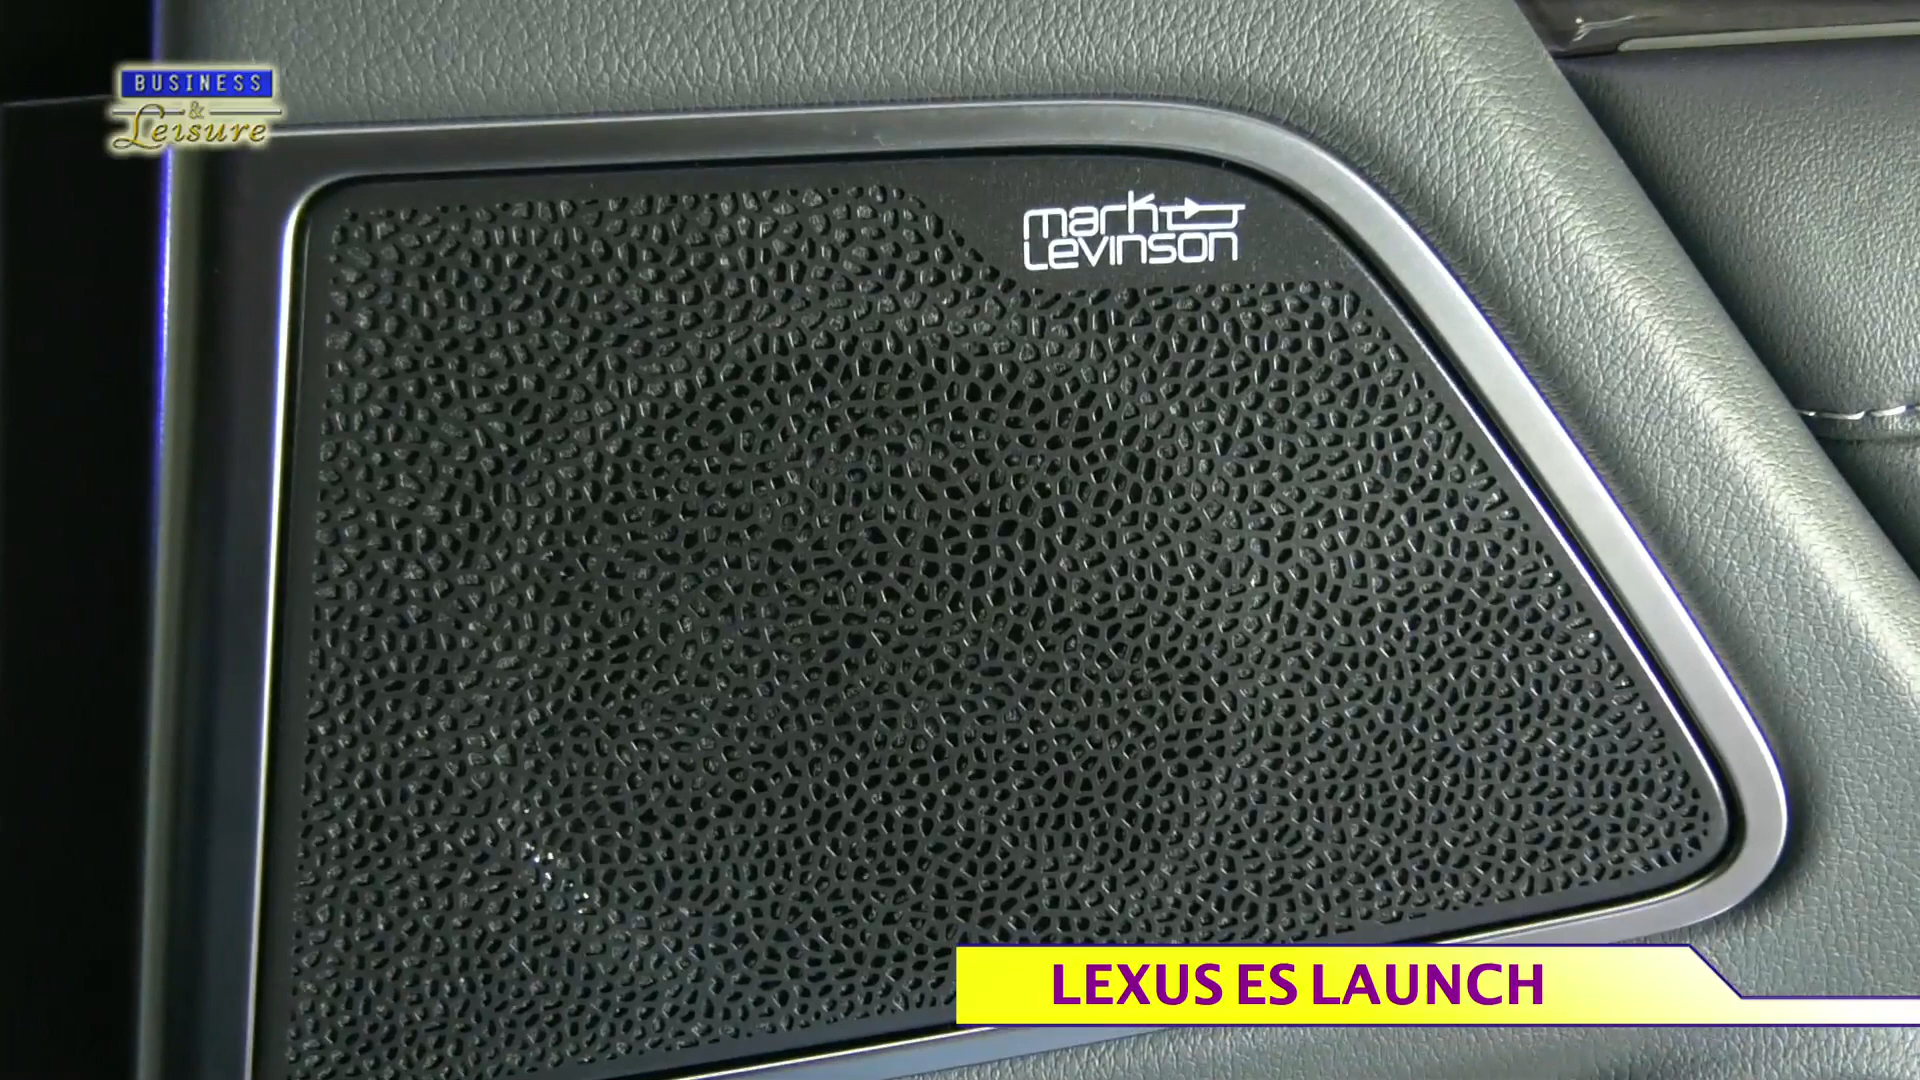 BUSINESS
&
Leisure
mark
Levinson
LEXUS ES LAUNCH